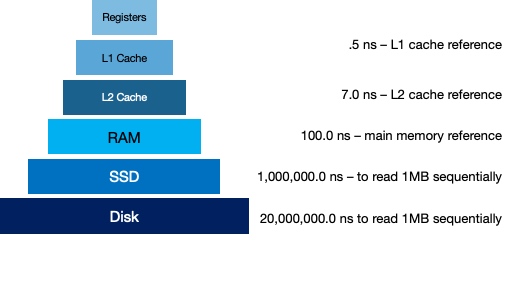 Registers
.5 ns – L1 cache reference
L1 Cache
7.0 ns – L2 cache reference
L2 Cache
100.0 ns – main memory reference
RAM
1,000,000.0 ns – to read 1MB sequentially
SSD
20,000,000.0 ns to read 1MB sequentially
Disk